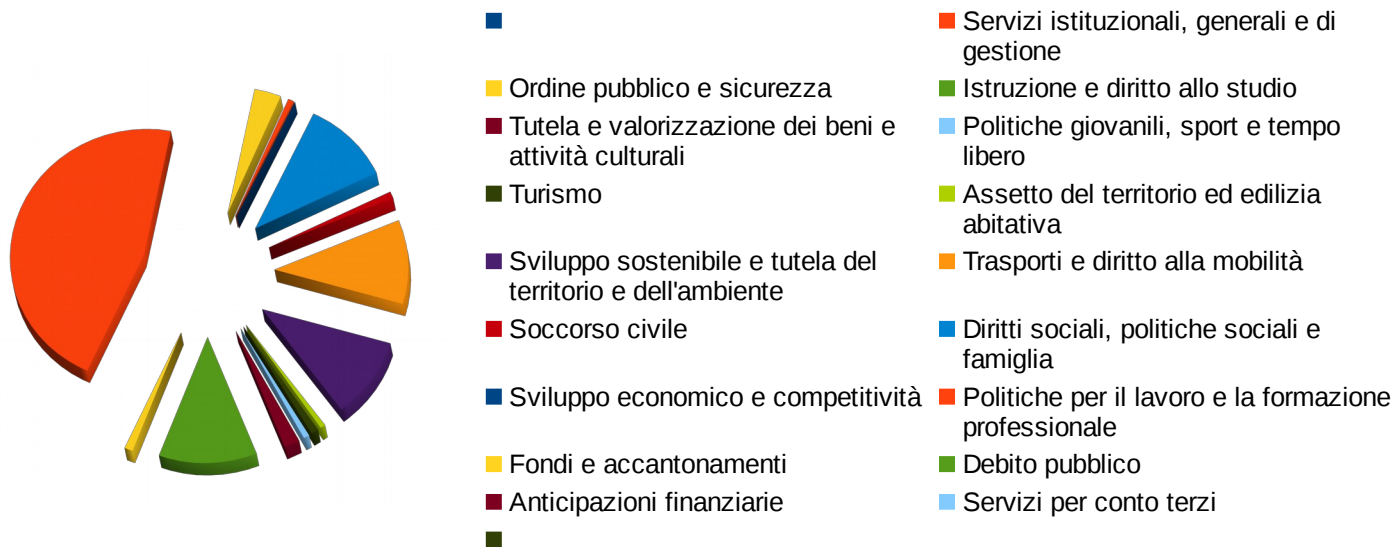 Servizi istituzionali, generali e di
gestione
Ordine pubblico e sicurezza
Istruzione e diritto allo studio
Tutela e valorizzazione dei beni e
attività culturali
Politiche giovanili, sport e tempo
libero
Turismo
Assetto del territorio ed edilizia
abitativa
Sviluppo sostenibile e tutela del
territorio e dell'ambiente
Trasporti e diritto alla mobilità
Soccorso civile
Diritti sociali, politiche sociali e
famiglia
Sviluppo economico e competitività
Politiche per il lavoro e la formazione
professionale
Fondi e accantonamenti
Debito pubblico
Anticipazioni finanziarie
Servizi per conto terzi